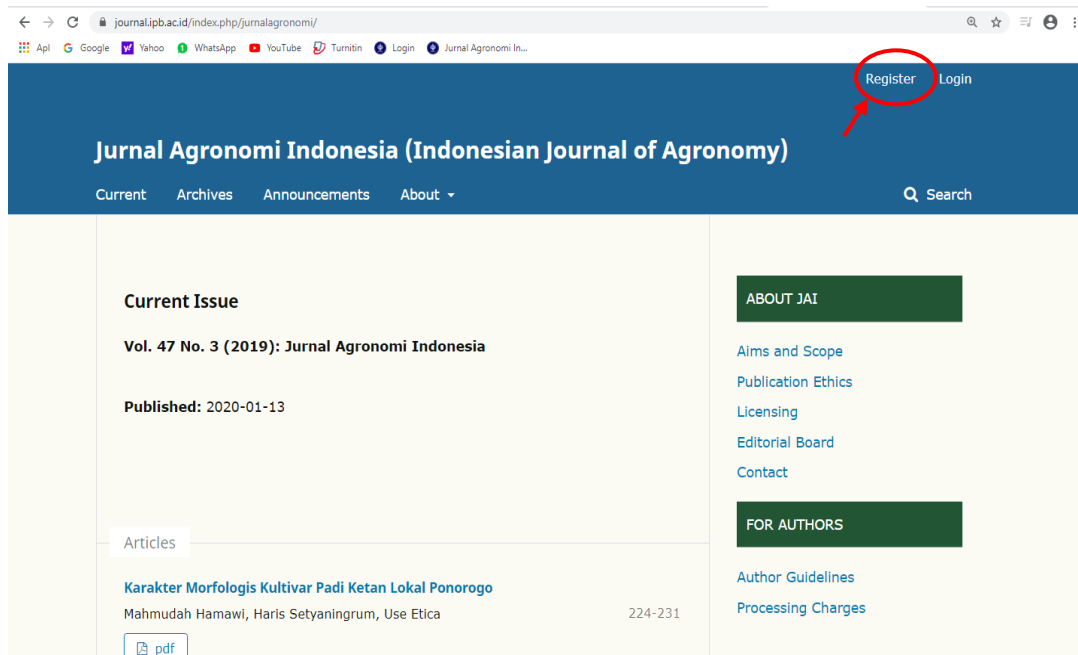 journal.ipb.ac.id/index.php/jurnalagronomi/
Apl Google Yahoo WhatsApp YouTube Turnitin Login Jurnal Agronomi In...
Register Login
Jurnal Agronomi Indonesia (Indonesian Journal of Agronomy)
Current Archives Announcements About Search
Current Issue
Vol. 47 No. 3 (2019): Jurnal Agronomi Indonesia
Published: 2020-01-13
Articles
Karakter Morfologis Kultivar Padi Ketan Lokal Ponorogo
Mahmudah Hamawi, Haris Setyaningrum, Use Etica 224-231
pdf
ABOUT JAI
Aims and Scope
Publication Ethics
Licensing
Editorial Board
Contact
FOR AUTHORS
Author Guidelines
Processing Charges